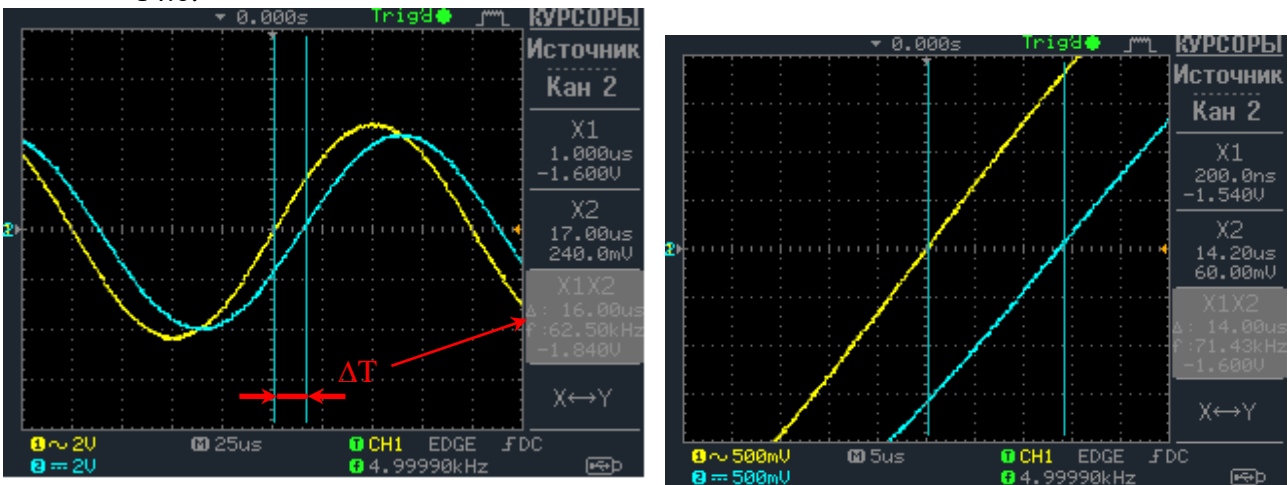 0.000s Trig'd КУРСОРЫ
Источник
Кан 2
X1
1.000us
-1.600V
X2
17.00us
240.0mV
X1X2
Δ: 16.00us
f:62.50kHz
-1.840V
ΔT
X↔Y
1 ~ 2V M 25us T CH1 EDGE DC
2 2V f 4.99990kHz
0.000s Trig'd КУРСОРЫ
Источник
Кан 2
X1
200.0ns
-1.540V
X2
14.20us
60.00mV
X1X2
Δ: 14.00us
f:71.43kHz
-1.600V
X↔Y
1 ~ 500mV M 5us T CH1 EDGE DC
2 500mV f 4.99990kHz